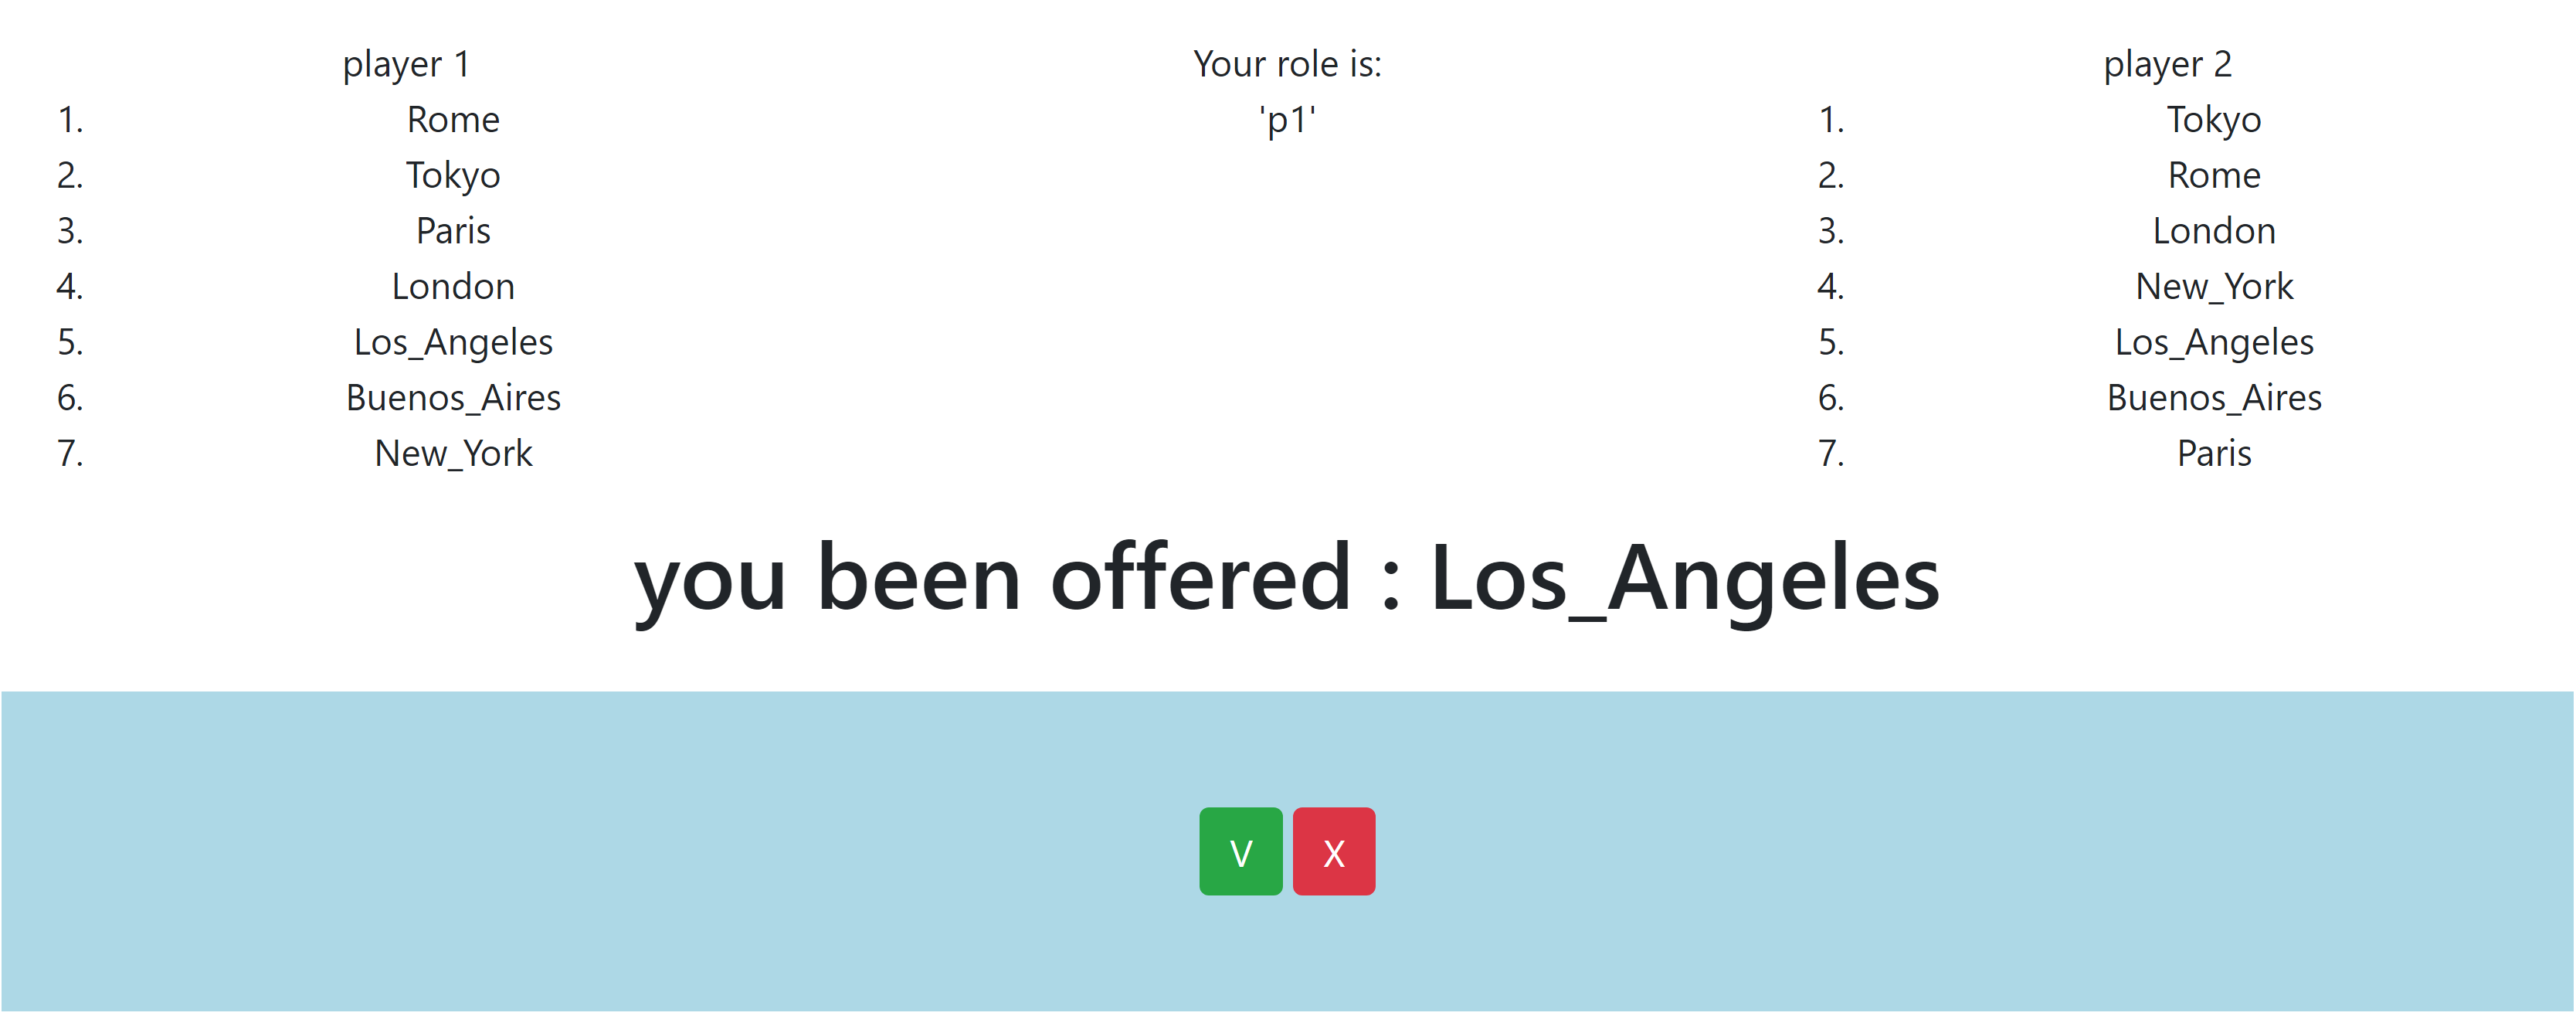 player 1
1. Rome
2. Tokyo
3. Paris
4. London
5. Los_Angeles
6. Buenos_Aires
7. New_York
Your role is:
'p1'
player 2
1. Tokyo
2. Rome
3. London
4. New_York
5. Los_Angeles
6. Buenos_Aires
7. Paris
you been offered : Los_Angeles
V X